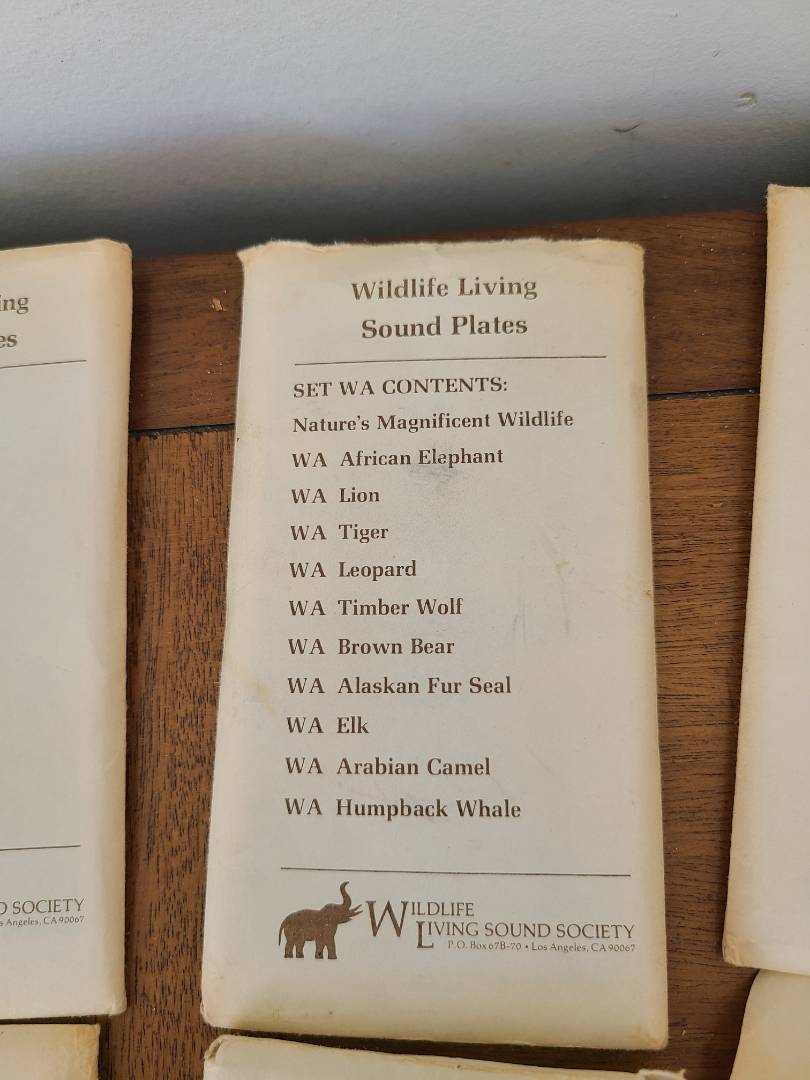 Wildlife Living
Sound Plates
SET WA CONTENTS:
Nature's Magnificent Wildlife
WA African Elephant
WA Lion
WA Tiger
WA Leopard
WA Timber Wolf
WA Brown Bear
WA Alaskan Fur Seal
WA Elk
WA Arabian Camel
WA Humpback Whale
WILDLIFE
LIVING SOUND SOCIETY
P.O. Box 67B-70 • Los Angeles, CA 90067
ing
es
D SOCIETY
s Angeles, CA 90067